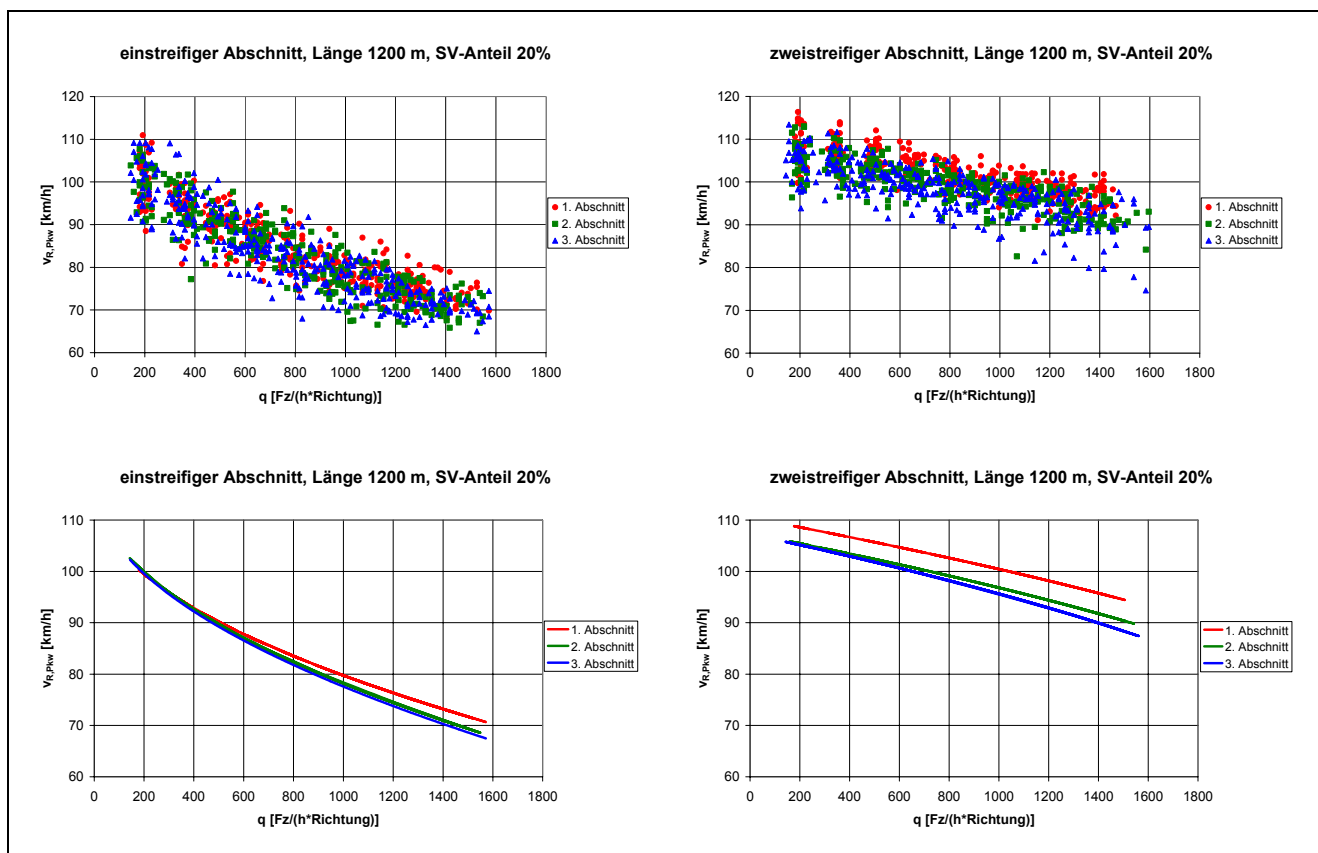 einstreifiger Abschnitt, Länge 1200 m, SV-Anteil 20%
120
110
100
90
80
70
60
v_R,Pkw [km/h]
0 200 400 600 800 1000 1200 1400 1600 1800
q [Fz/(h*Richtung)]
1. Abschnitt
2. Abschnitt
3. Abschnitt
zweistreifiger Abschnitt, Länge 1200 m, SV-Anteil 20%
120
110
100
90
80
70
60
v_R,Pkw [km/h]
0 200 400 600 800 1000 1200 1400 1600 1800
q [Fz/(h*Richtung)]
1. Abschnitt
2. Abschnitt
3. Abschnitt
einstreifiger Abschnitt, Länge 1200 m, SV-Anteil 20%
110
100
90
80
70
60
v_R,Pkw [km/h]
0 200 400 600 800 1000 1200 1400 1600 1800
q [Fz/(h*Richtung)]
1. Abschnitt
2. Abschnitt
3. Abschnitt
zweistreifiger Abschnitt, Länge 1200 m, SV-Anteil 20%
110
100
90
80
70
60
v_R,Pkw [km/h]
0 200 400 600 800 1000 1200 1400 1600 1800
q [Fz/(h*Richtung)]
1. Abschnitt
2. Abschnitt
3. Abschnitt